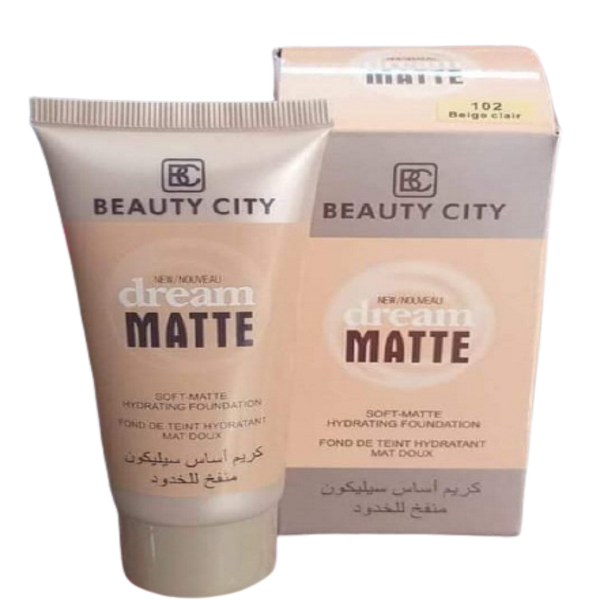 BC
BEAUTY CITY
NEW/NOUVEAU
dream
MATTE
SOFT-MATTE
HYDRATING FOUNDATION
FOND DE TEINT HYDRATANT
MAT DOUX
كريم أساس سيليكون
منفخ للخدود
dream
MATTE
102
Beige clair
BC
BEAUTY CITY
NEW/NOUVEAU
dream
MATTE
SOFT-MATTE
HYDRATING FOUNDATION
FOND DE TEINT HYDRATANT
MAT DOUX
كريم أساس سيليكون
منفخ للخدود